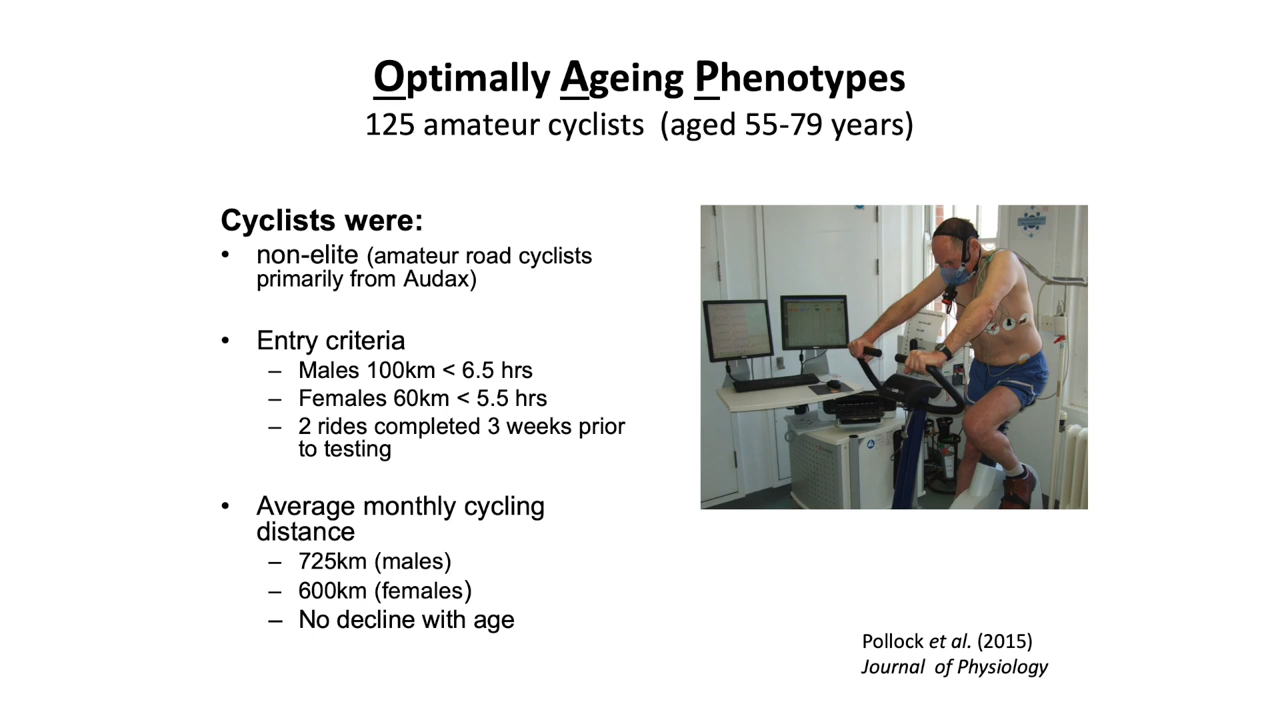 Optimally Ageing Phenotypes
125 amateur cyclists (aged 55-79 years)
Cyclists were:
• non-elite (amateur road cyclists
primarily from Audax)
• Entry criteria
– Males 100km < 6.5 hrs
– Females 60km < 5.5 hrs
– 2 rides completed 3 weeks prior
to testing
• Average monthly cycling
distance
– 725km (males)
– 600km (females)
– No decline with age
Pollock et al. (2015)
Journal of Physiology